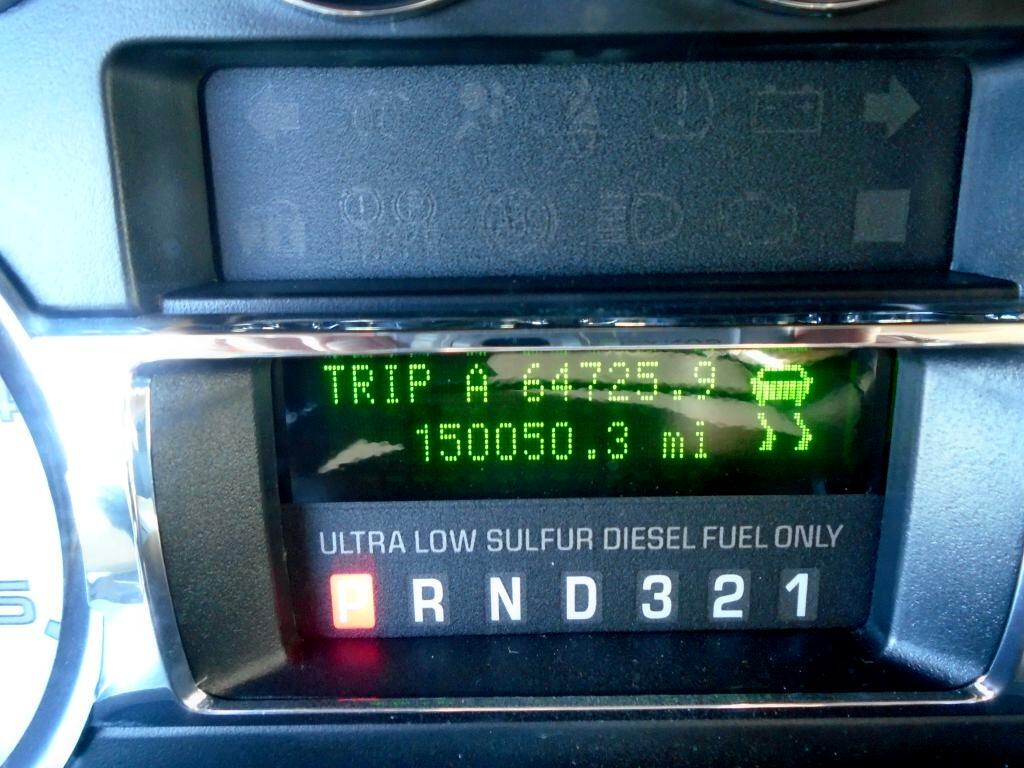 TRIP A 64725.9
150050.3 mi
ULTRA LOW SULFUR DIESEL FUEL ONLY
P R N D 3 2 1